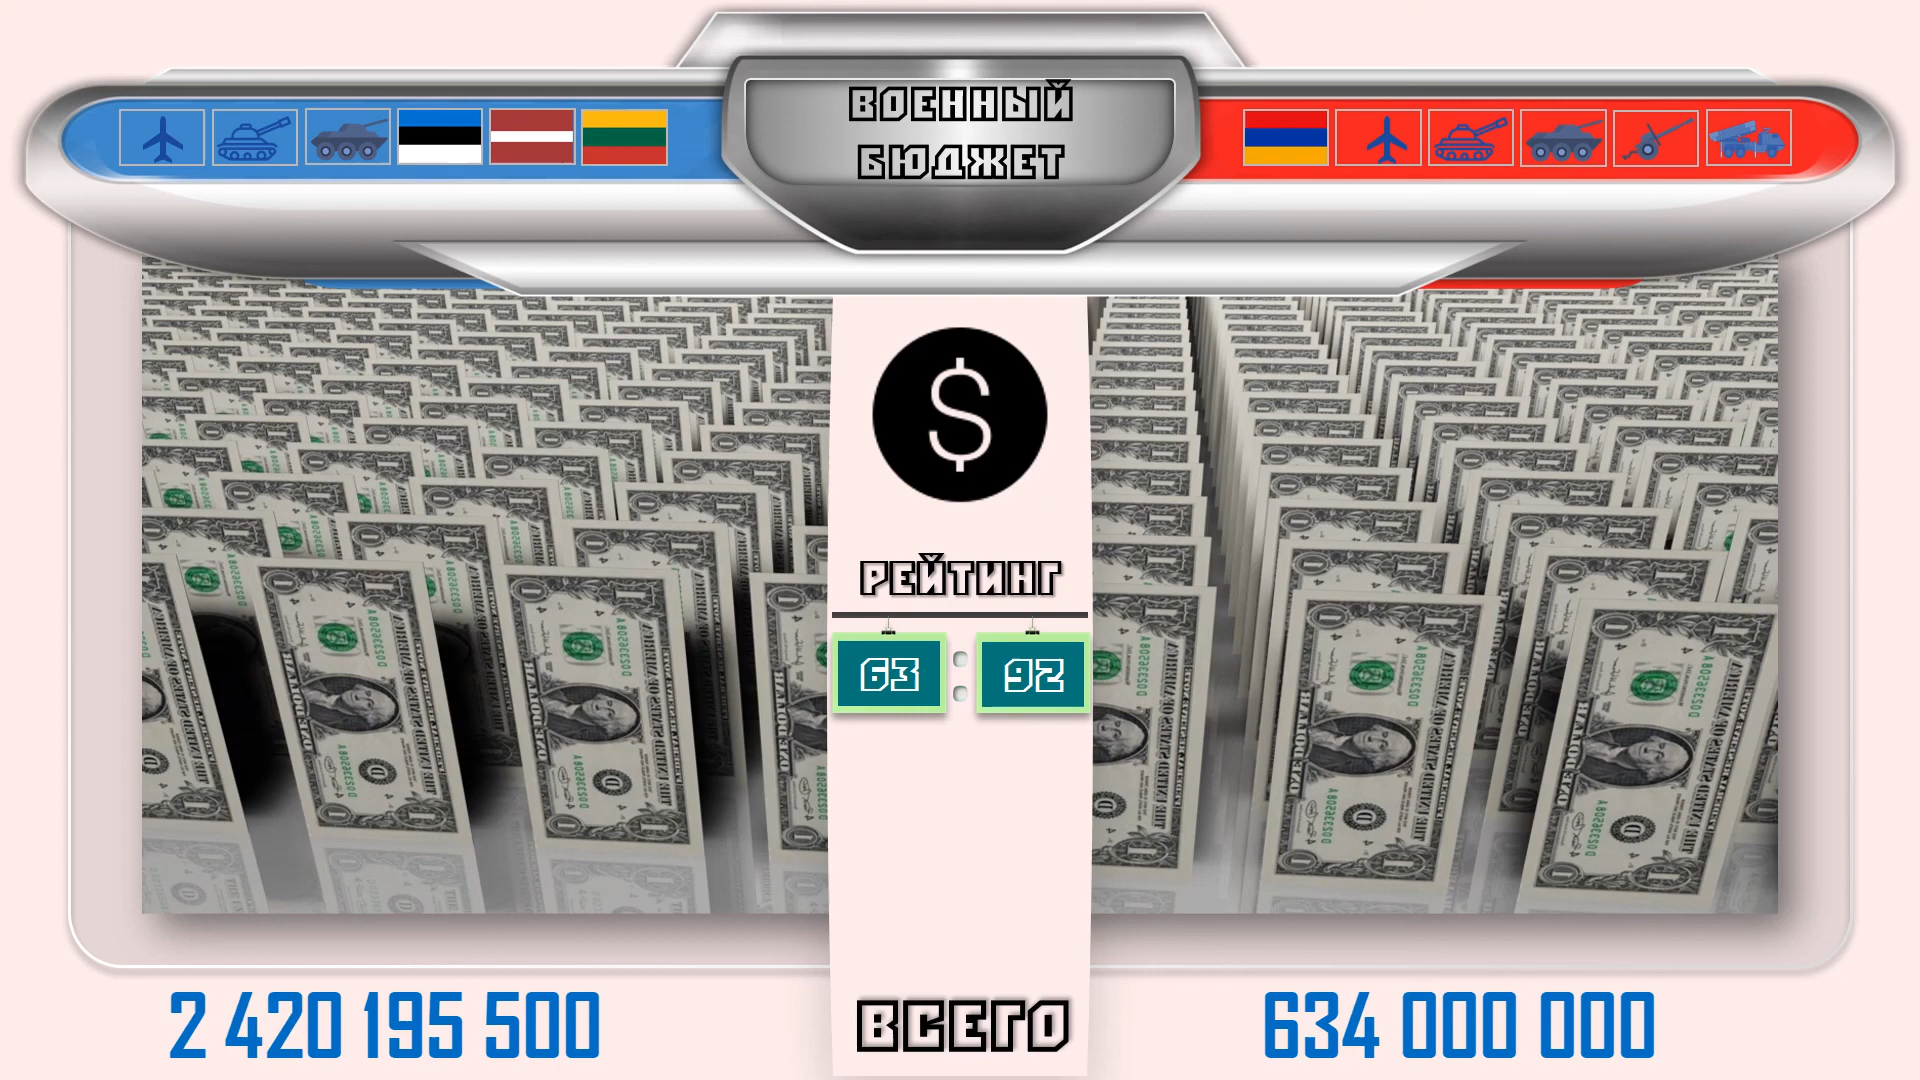 ВОЕННЫЙ
БЮДЖЕТ
$
РЕЙТИНГ
63 : 92
2 420 195 500
ВСЕГО
634 000 000